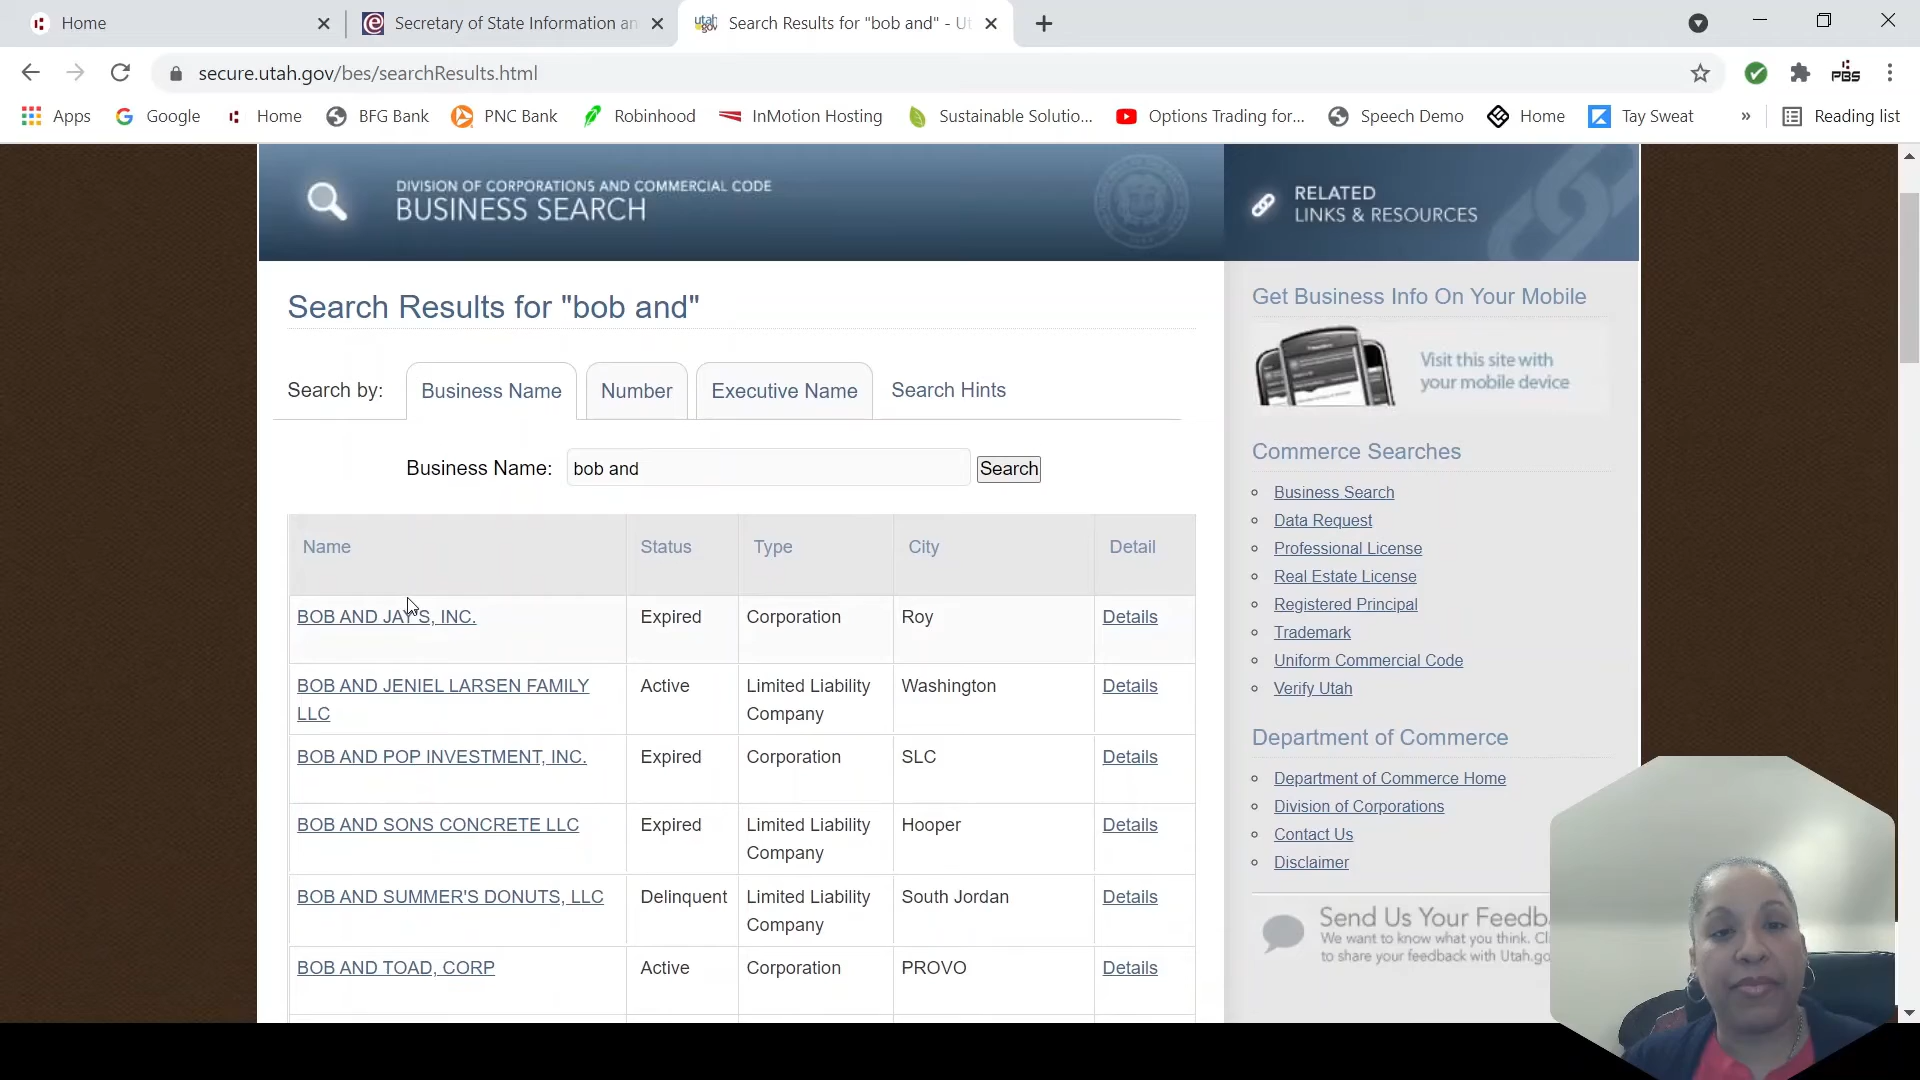 Home
Secretary of State Information an
Search Results for "bob and" - Ut
secure.utah.gov/bes/searchResults.html
Apps Google Home BFG Bank PNC Bank Robinhood InMotion Hosting Sustainable Solutio... Options Trading for... Speech Demo Home Tay Sweat » Reading list
PBS
DIVISION OF CORPORATIONS AND COMMERCIAL CODE
BUSINESS SEARCH
RELATED
LINKS & RESOURCES
Search Results for "bob and"
Search by: Business Name Number Executive Name Search Hints
Business Name: bob and Search
Name Status Type City Detail
BOB AND JAY'S, INC. Expired Corporation Roy Details
BOB AND JENIEL LARSEN FAMILY Active Limited Liability Washington Details
LLC Company
BOB AND POP INVESTMENT, INC. Expired Corporation SLC Details
BOB AND SONS CONCRETE LLC Expired Limited Liability Hooper Details
Company
BOB AND SUMMER'S DONUTS, LLC Delinquent Limited Liability South Jordan Details
Company
BOB AND TOAD, CORP Active Corporation PROVO Details
Get Business Info On Your Mobile
Visit this site with
your mobile device
Commerce Searches
Business Search
Data Request
Professional License
Real Estate License
Registered Principal
Trademark
Uniform Commercial Code
Verify Utah
Department of Commerce
Department of Commerce Home
Division of Corporations
Contact Us
Disclaimer
Send Us Your Feedba
We want to know what you think. Cl
to share your feedback with Utah.go